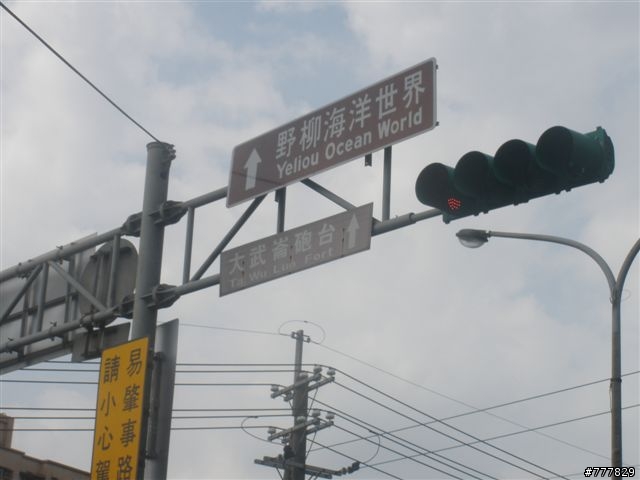 野柳海洋世界
Yeliou Ocean World
大武崙砲台
Ta Wu Lun Fort
易肇事路
請小心駕
#777829